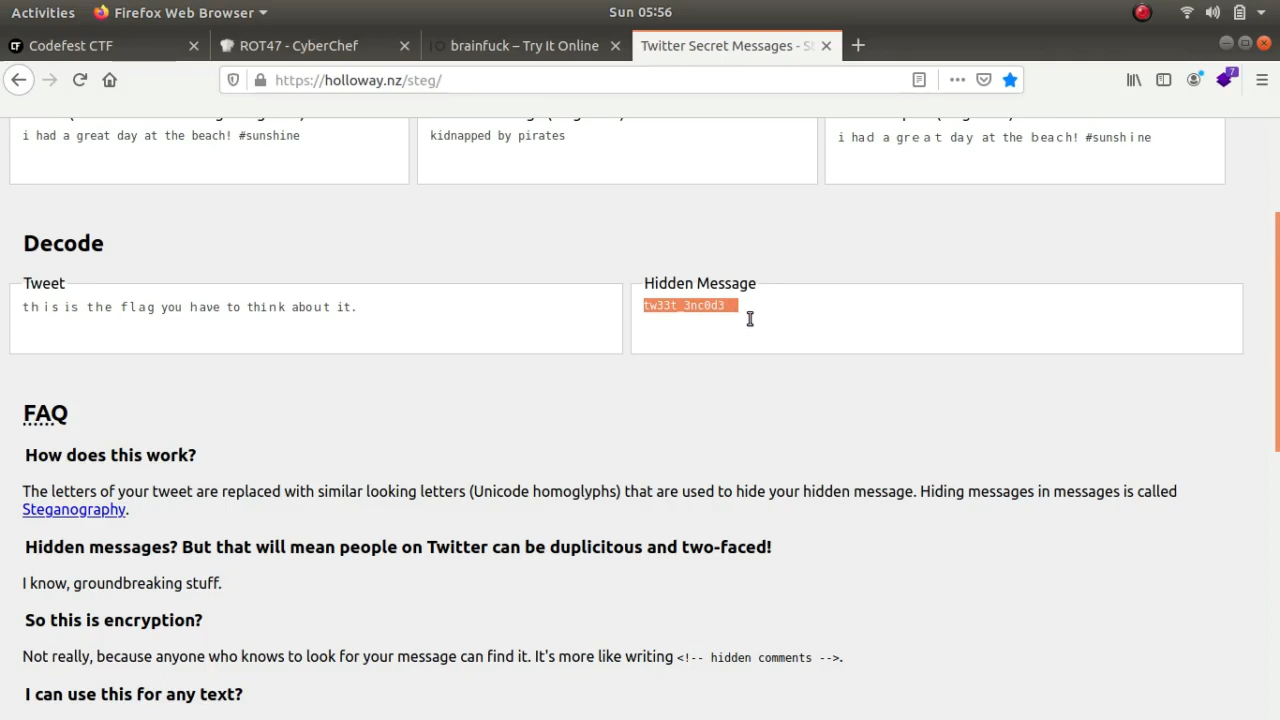 Activities Firefox Web Browser Sun 05:56
Codefest CTF ROT47 - CyberChef brainfuck – Try It Online Twitter Secret Messages - St
https://holloway.nz/steg/ 7
i had a great day at the beach! #sunshine kidnapped by pirates i had a great day at the beach! #sunshine
Decode
Tweet Hidden Message
this is the flag you have to think about it. tw33t_3nc0d3
FAQ
How does this work?
The letters of your tweet are replaced with similar looking letters (Unicode homoglyphs) that are used to hide your hidden message. Hiding messages in messages is called
Steganography.
Hidden messages? But that will mean people on Twitter can be duplicitous and two-faced!
I know, groundbreaking stuff.
So this is encryption?
Not really, because anyone who knows to look for your message can find it. It's more like writing <!-- hidden comments -->.
I can use this for any text?